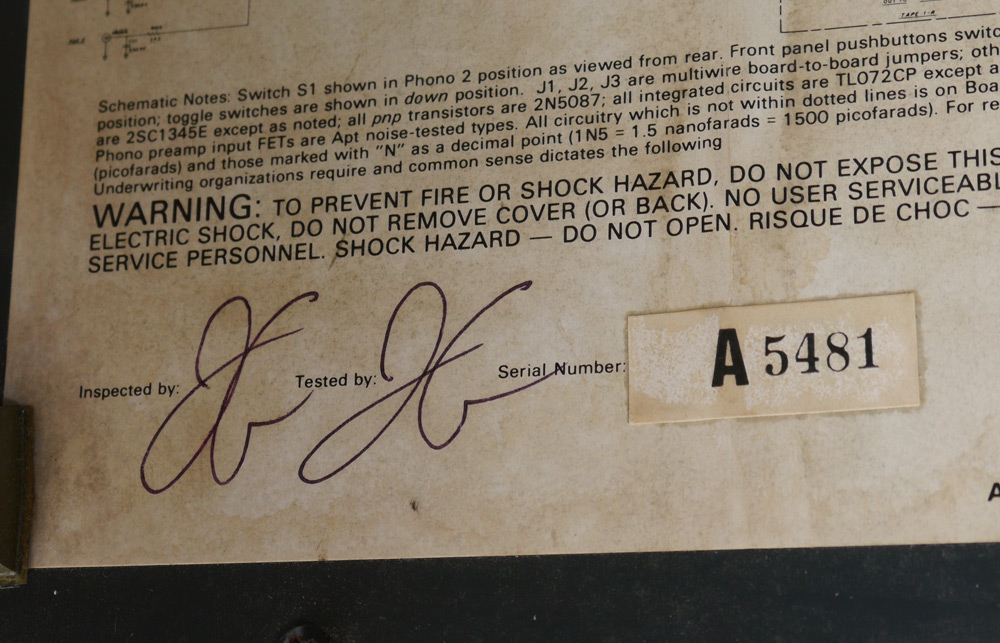 TAPE 1-R
Schematic Notes: Switch S1 shown in Phono 2 position as viewed from rear. Front panel pushbuttons
position; toggle switches are shown in down position. J1, J2, J3 are multiwire board-to-board jumpers;
are 2SC1345E except as noted; all pnp transistors are 2N5087; all integrated circuits are TL072CP except
Phono preamp input FETs are Apt noise-tested types. All circuitry which is not within dotted lines is on
(picofarads) and those marked with "N" as a decimal point (1N5 = 1.5 nanofarads = 1500 picofarads). For
Underwriting organizations require and common sense dictates the following
WARNING: TO PREVENT FIRE OR SHOCK HAZARD, DO NOT EXPOSE THIS
ELECTRIC SHOCK, DO NOT REMOVE COVER (OR BACK). NO USER
SERVICE PERSONNEL. SHOCK HAZARD — DO NOT OPEN. RISQUE DE CHOC —
Inspected by: Tested by: Serial Number: A 5481